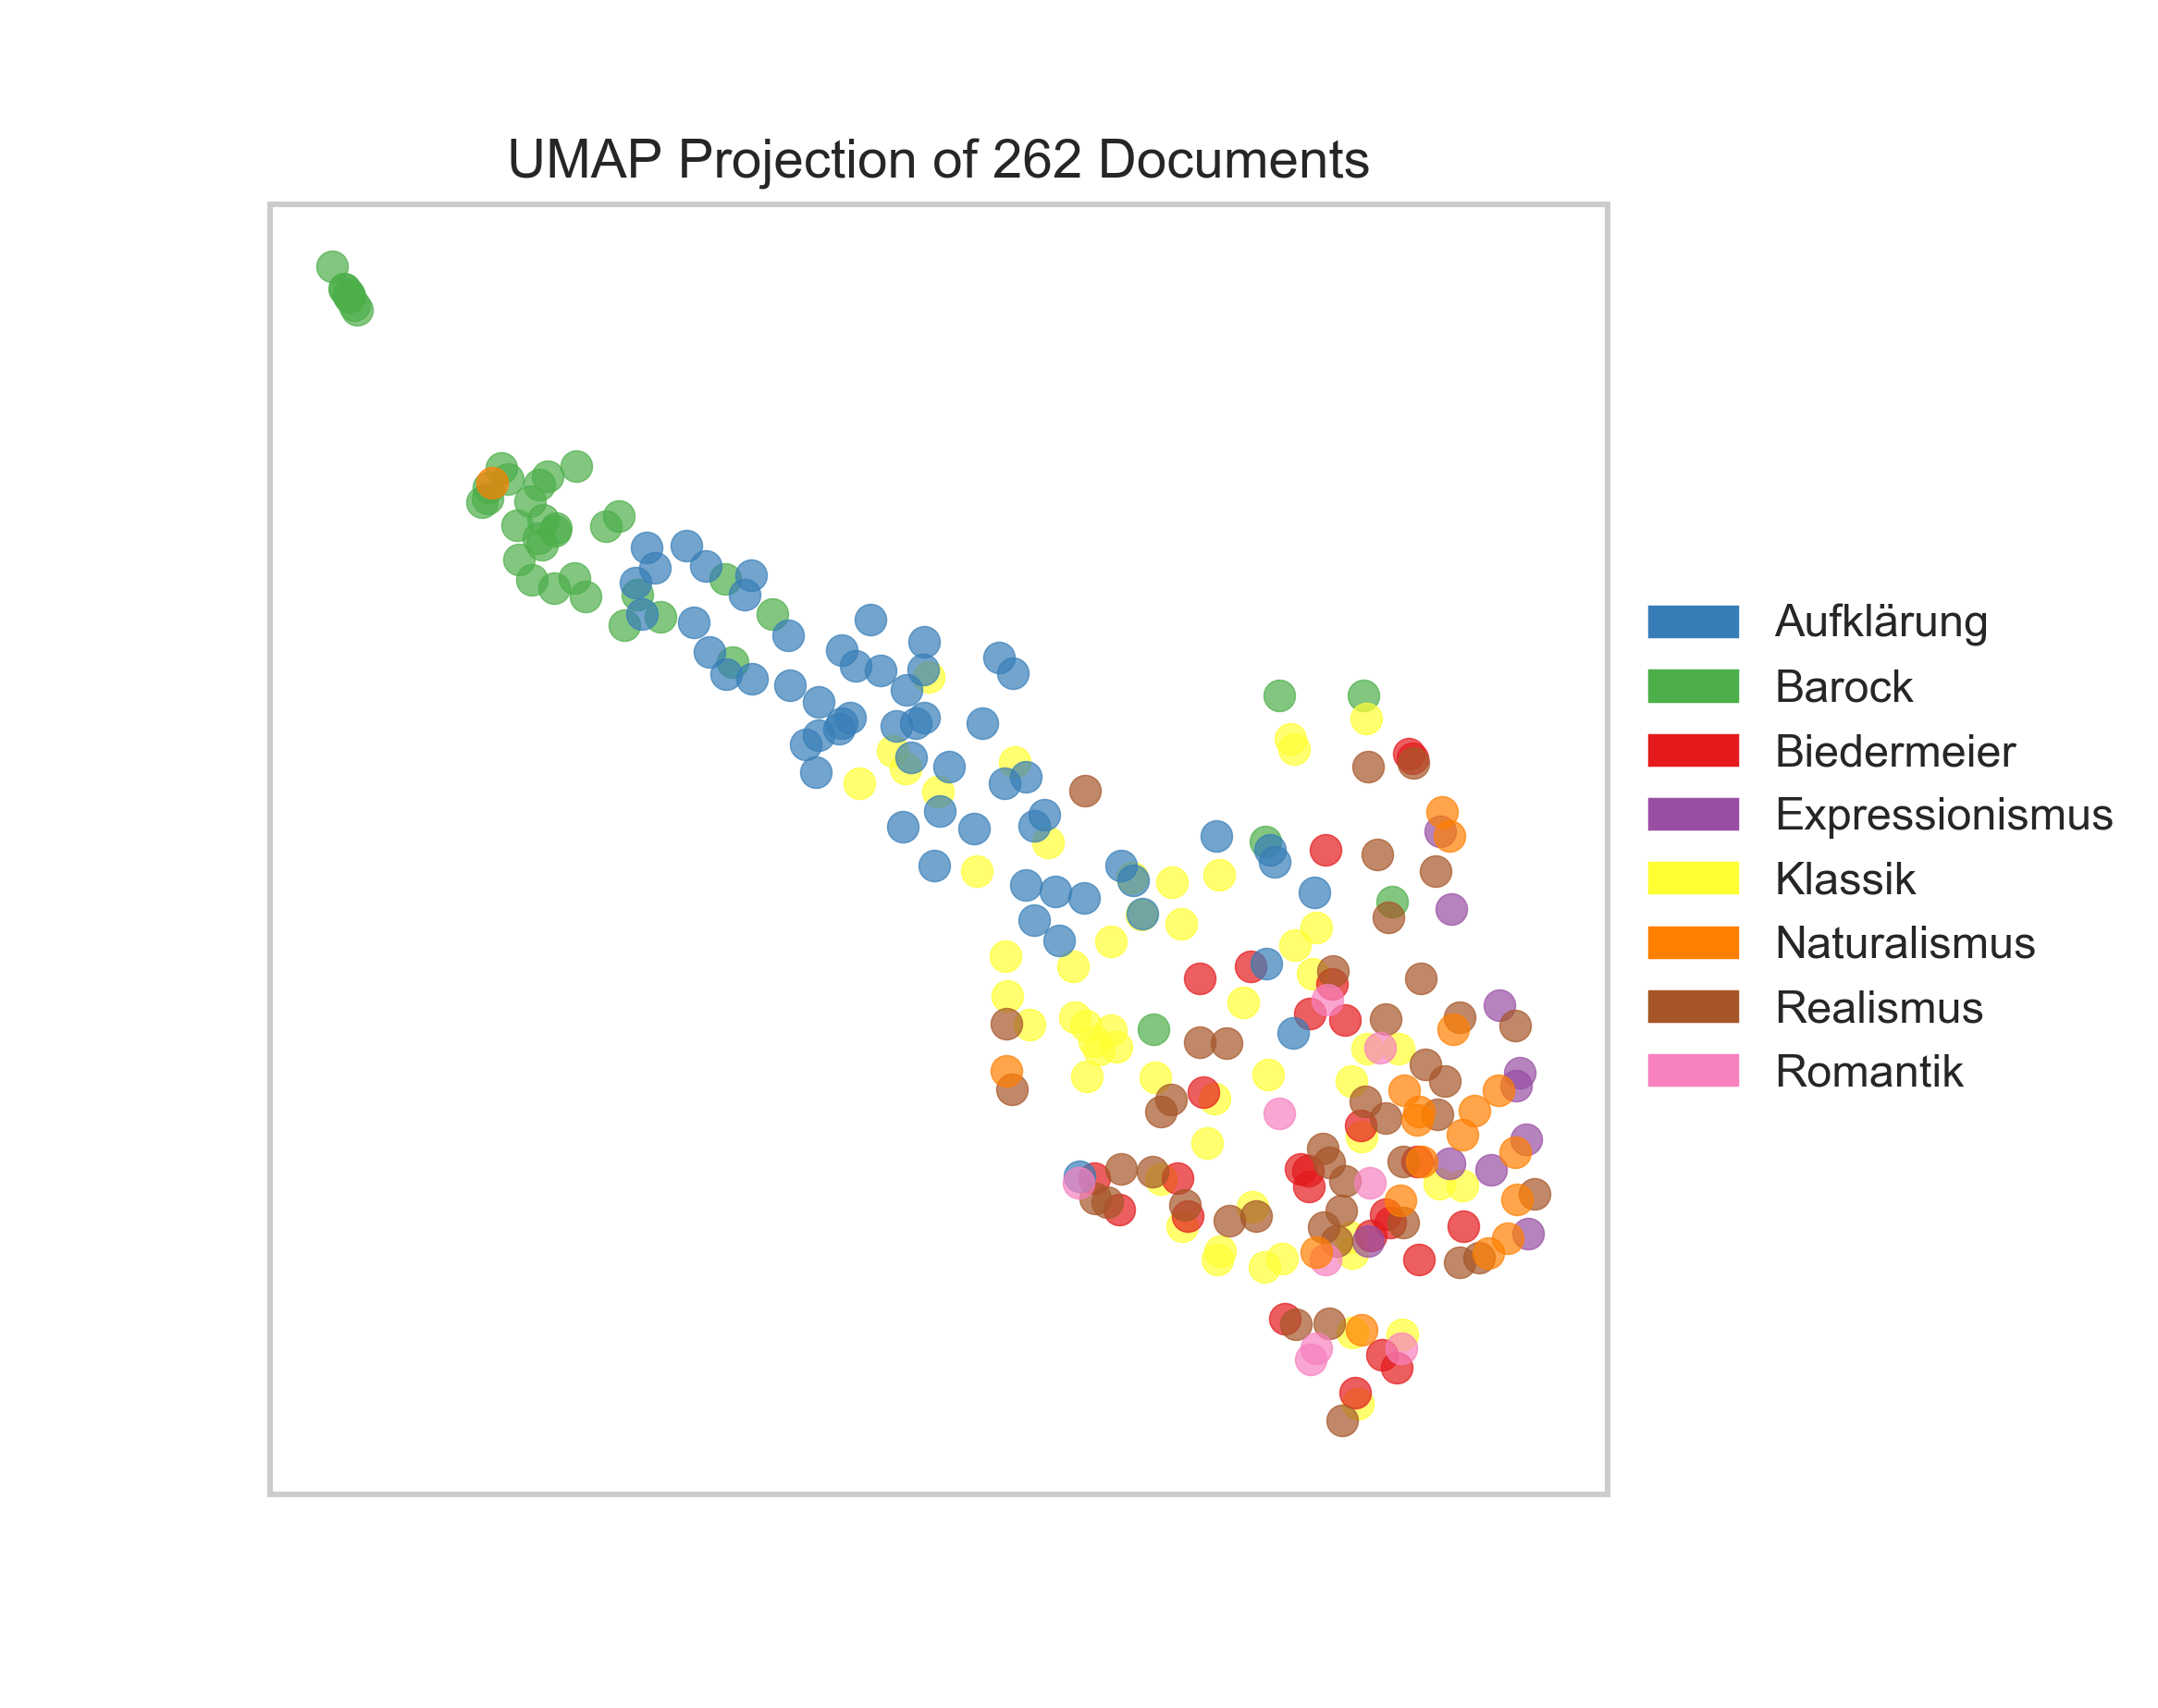 UMAP Projection of 262 Documents
Aufklärung
Barock
Biedermeier
Expressionismus
Klassik
Naturalismus
Realismus
Romantik